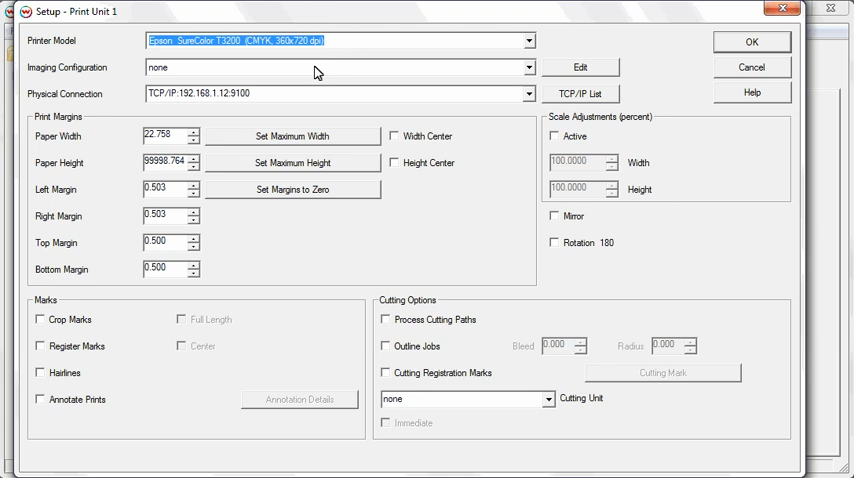 Setup - Print Unit 1
Printer Model
Epson SureColor T3200 (CMYK, 360x720 dpi)
OK
Imaging Configuration
none
Edit
Cancel
Physical Connection
TCP/IP:192.168.1.12:9100
TCP/IP List
Help
Print Margins
Paper Width
22.758
Set Maximum Width
Width Center
Paper Height
99998.764
Set Maximum Height
Height Center
Left Margin
0.503
Set Margins to Zero
Right Margin
0.503
Top Margin
0.500
Bottom Margin
0.500
Scale Adjustments (percent)
Active
100.0000
Width
100.0000
Height
Mirror
Rotation 180
Marks
Crop Marks
Full Length
Register Marks
Center
Hairlines
Annotate Prints
Annotation Details
Cutting Options
Process Cutting Paths
Outline Jobs
Bleed
0.000
Radius
0.000
Cutting Registration Marks
Cutting Mark
none
Cutting Unit
Immediate